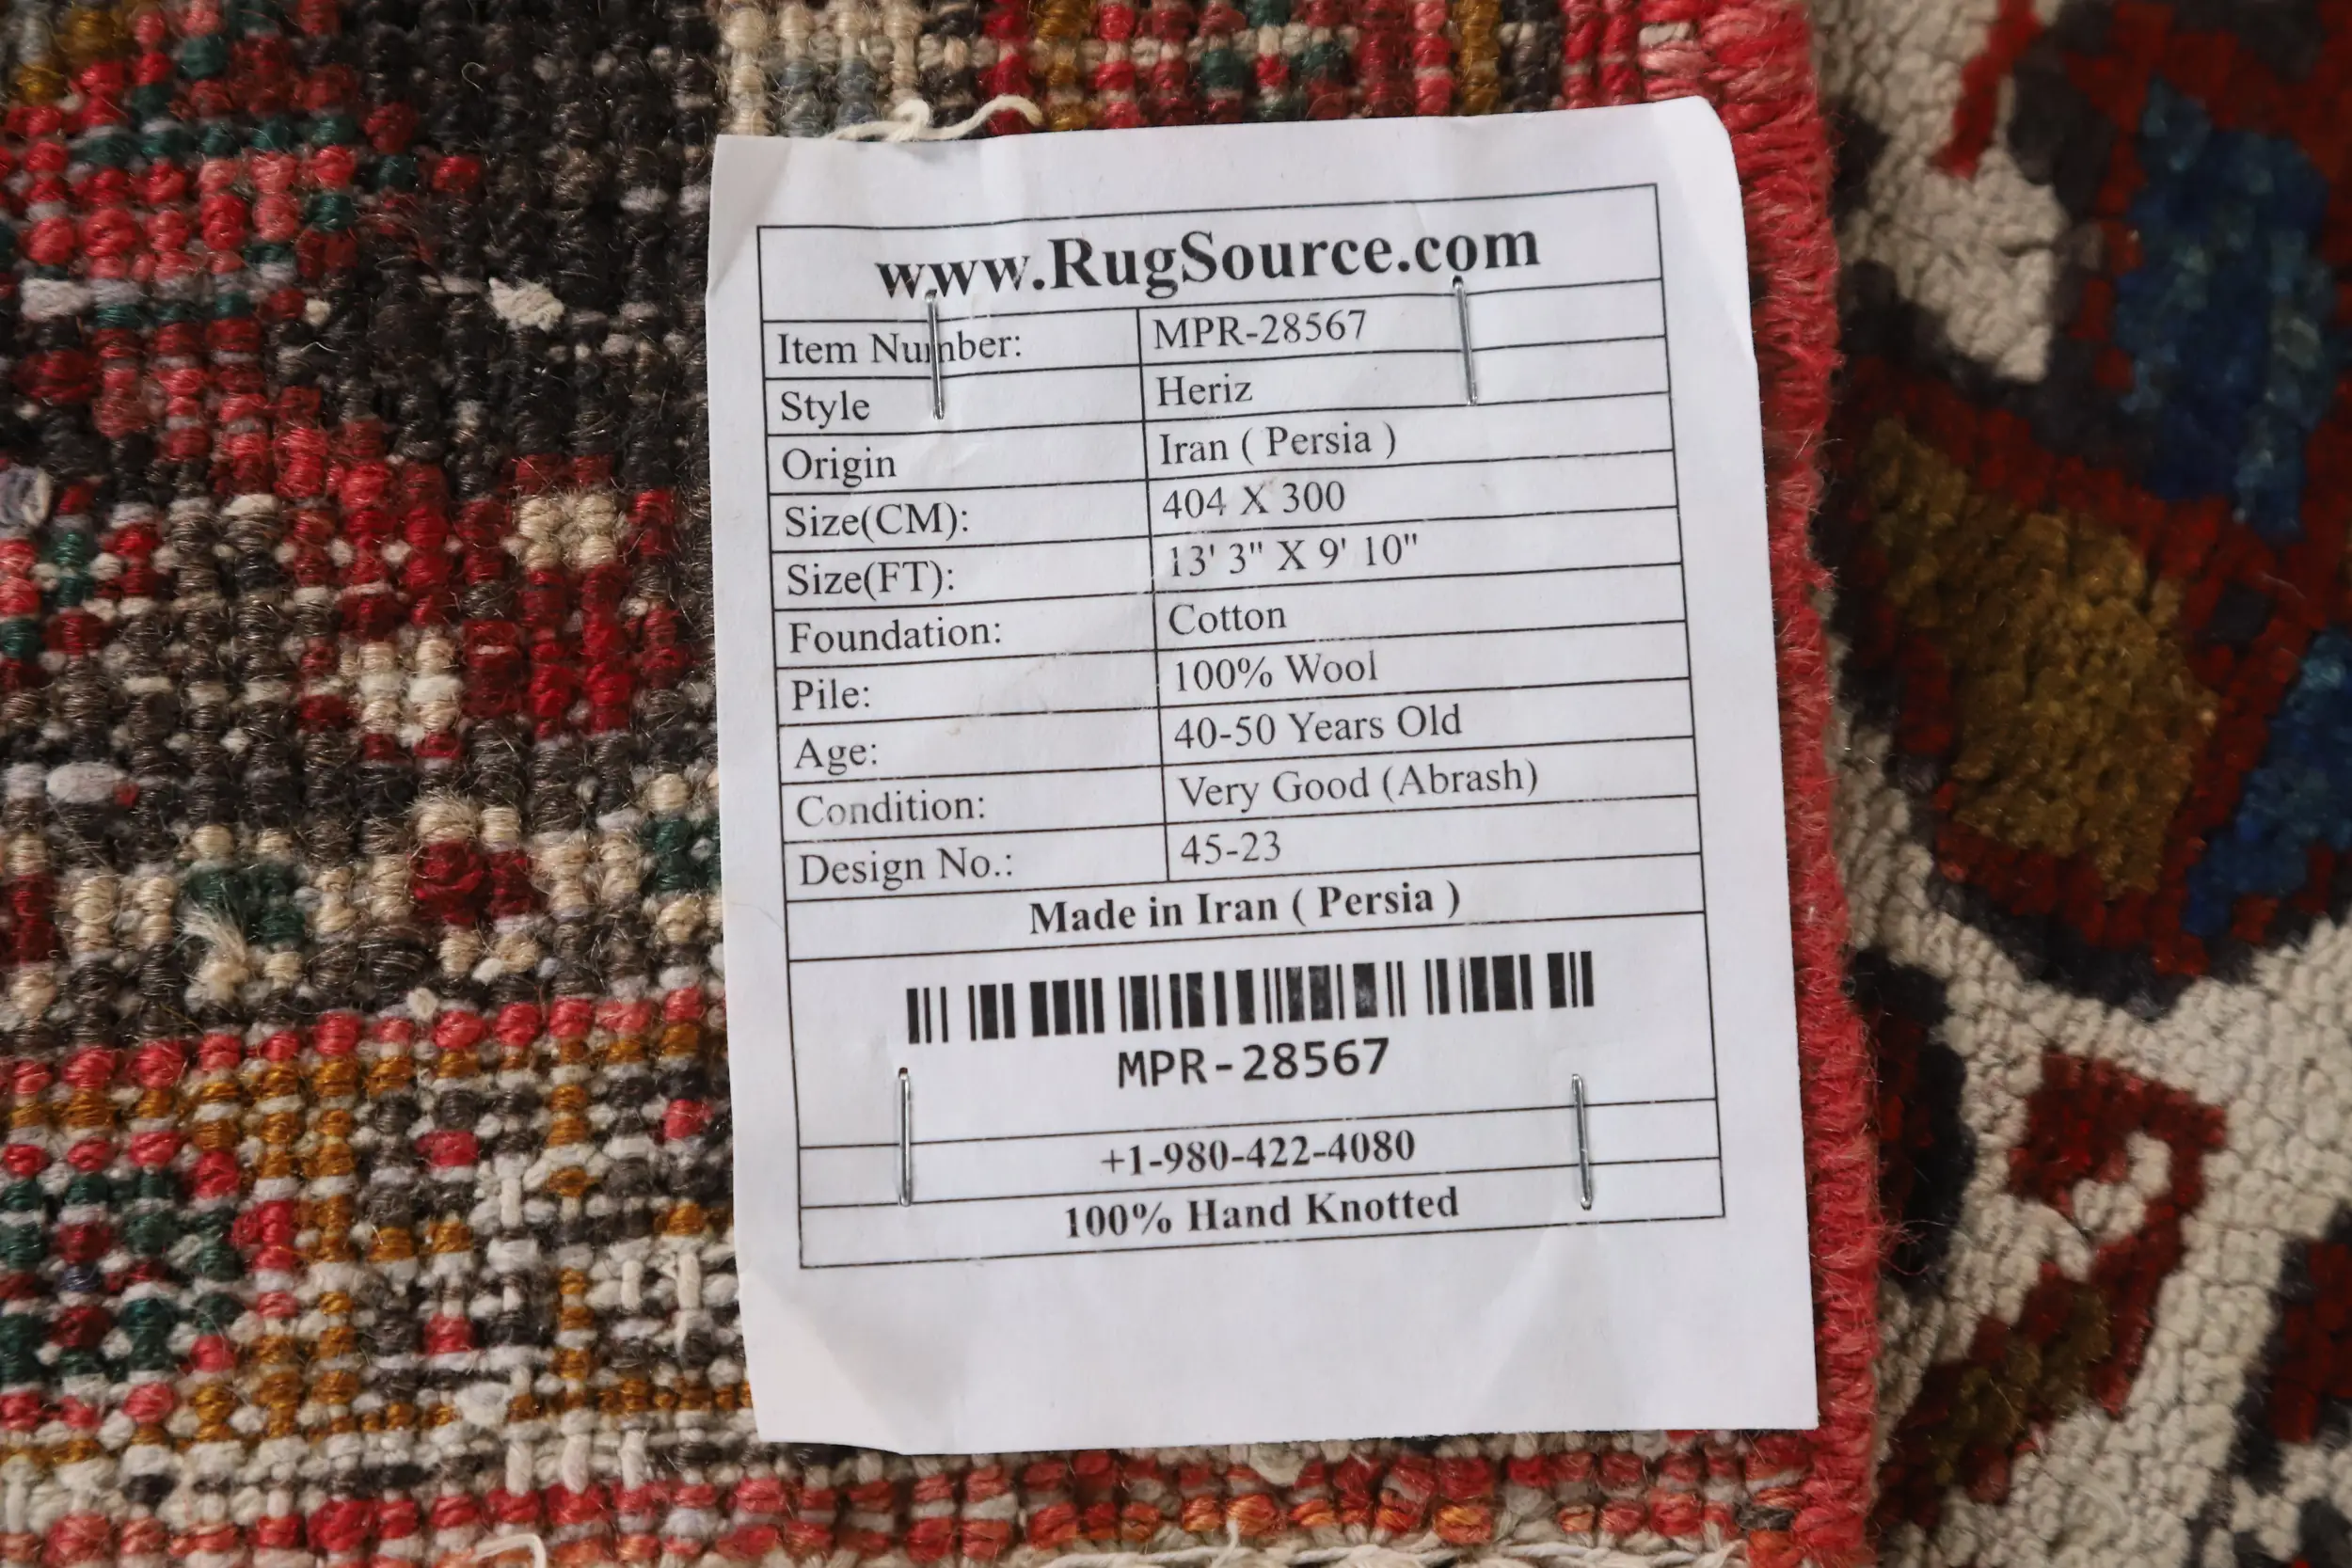 www.RugSource.com
Item Number: MPR-28567
Style Heriz
Origin Iran ( Persia )
Size(CM): 404 X 300
Size(FT): 13' 3" X 9' 10"
Foundation: Cotton
Pile: 100% Wool
Age: 40-50 Years Old
Condition: Very Good (Abrash)
Design No.: 45-23
Made in Iran ( Persia )
MPR-28567
+1-980-422-4080
100% Hand Knotted